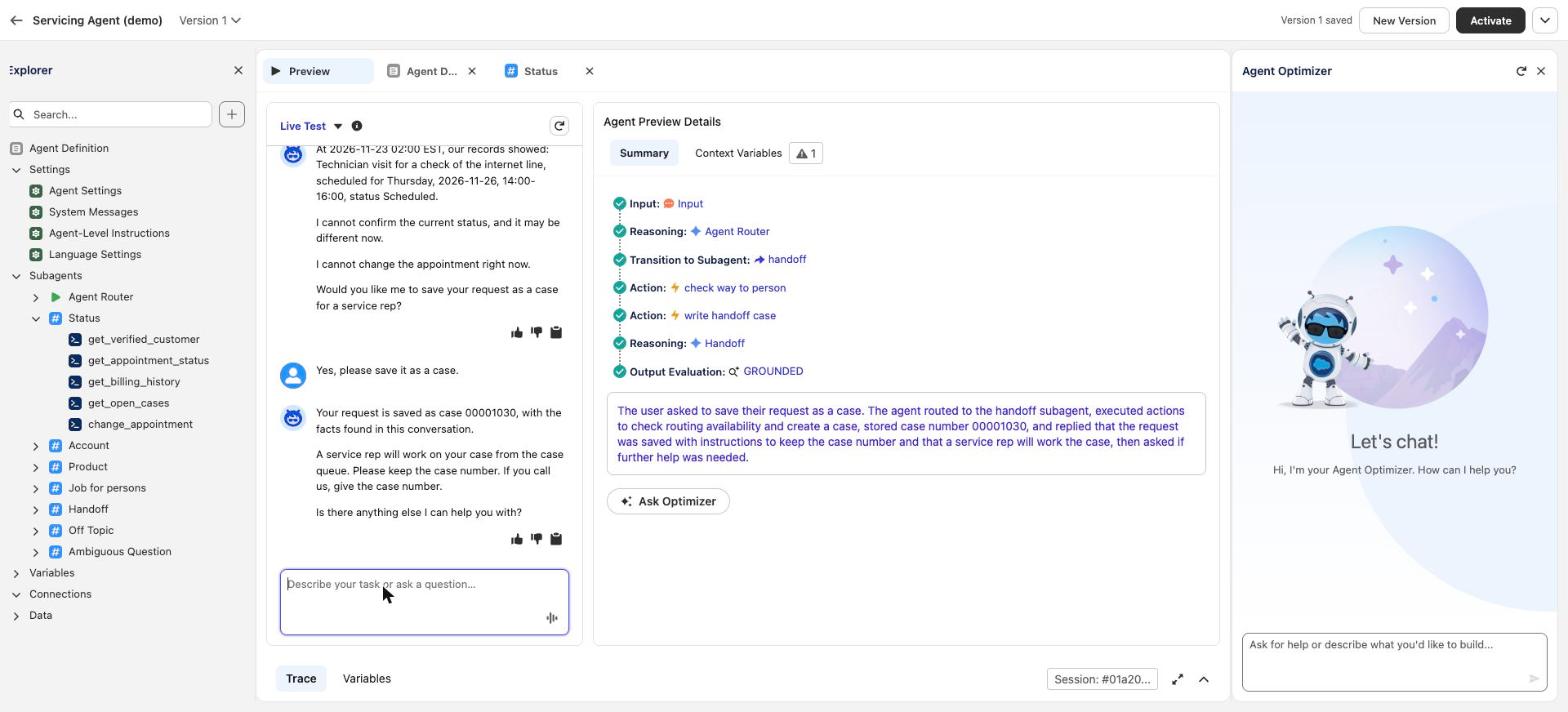 Servicing Agent (demo)
Version 1
Version 1 saved
New Version
Activate
Explorer
Search...
Agent Definition
Settings
Agent Settings
System Messages
Agent-Level Instructions
Language Settings
Subagents
Agent Router
Status
get_verified_customer
get_appointment_status
get_billing_history
get_open_cases
change_appointment
Account
Product
Job for persons
Handoff
Off Topic
Ambiguous Question
Variables
Connections
Data
Preview
Agent D...
Status
Live Test
At 2026-11-23 02:00 EST, our records showed:
Technician visit for a check of the internet line,
scheduled for Thursday, 2026-11-26, 14:00-
16:00, status Scheduled.
I cannot confirm the current status, and it may be
different now.
I cannot change the appointment right now.
Would you like me to save your request as a case
for a service rep?
Yes, please save it as a case.
Your request is saved as case 00001030, with the
facts found in this conversation.
A service rep will work on your case from the case
queue. Please keep the case number. If you call
us, give the case number.
Is there anything else I can help you with?
Describe your task or ask a question...
Agent Preview Details
Summary
Context Variables
1
Input: Input
Reasoning: Agent Router
Transition to Subagent: handoff
Action: check way to person
Action: write handoff case
Reasoning: Handoff
Output Evaluation: GROUNDED
The user asked to save their request as a case. The agent routed to the handoff subagent, executed actions
to check routing availability and create a case, stored case number 00001030, and replied that the request
was saved with instructions to keep the case number and that a service rep will work the case, then asked if
further help was needed.
Ask Optimizer
Trace
Variables
Session: #01a20...
Agent Optimizer
Let's chat!
Hi, I'm your Agent Optimizer. How can I help you?
Ask for help or describe what you'd like to build...